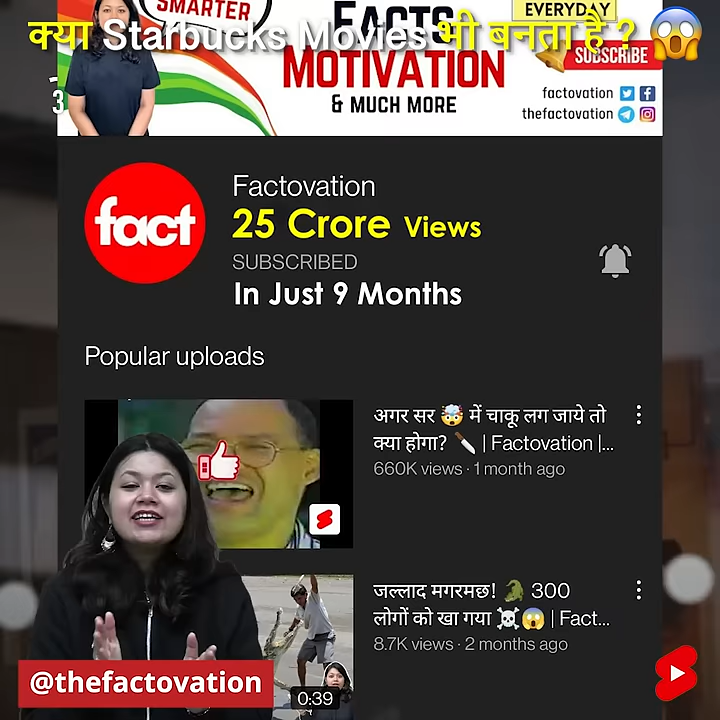 SMARTER
FACTS
EVERYDAY
क्या Starbucks Movies भी बनता है ? 😱
MOTIVATION
SUBSCRIBE
& MUCH MORE
factovation
thefactovation
3
fact
Factovation
25 Crore Views
SUBSCRIBED
In Just 9 Months
Popular uploads
अगर सर 🤯 में चाकू लग जाये तो
क्या होगा? 🔪 | Factovation |...
660K views · 1 month ago
जल्लाद मगरमछ! 🐊 300
लोगों को खा गया ☠️😱 | Fact...
8.7K views · 2 months ago
@thefactovation
0:39